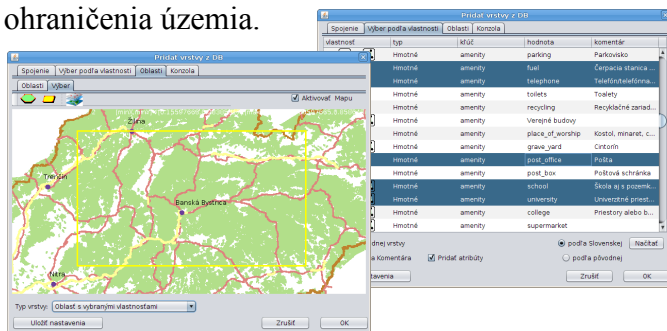 ohraničenia územia.
Pridať vrstvy z DB
Spojenie Výber podľa vlastností Oblasti Konzola
vlastnosť typ kľúč hodnota komentár
Hmotné amenity parking Parkovisko
Hmotné amenity fuel Čerpacia stanica ...
Hmotné amenity telephone Telefón/telefónna...
Hmotné amenity toilets Toalety
Hmotné amenity recycling Recyklačné zariad...
Hmotné amenity Verejné budovy
Hmotné amenity place_of_worship Kostol, minaret, c...
Hmotné amenity grave_yard Cintorín
Hmotné amenity post_office Pošta
Hmotné amenity post_box Poštová schránka
Hmotné amenity school Škola aj s pozemk...
Hmotné amenity university Univerzitné priest...
Hmotné amenity college Priestory alebo b...
Hmotné amenity supermarket
dnej vrstvy podľa Slovenskej Načítať
a Komentára Pridať atribúty podľa pôvodnej
tavenia Zrušiť OK
Pridať vrstvy z DB
Spojenie Výber podľa vlastností Oblasti Konzola
Oblasti Výber
Aktivovať Mapu
Žilina
Trenčín
Banská Bystrica
Nitra
Typ vrstvy: Oblasť s vybranými vlastnosťami
Uložiť nastavenia Zrušiť OK